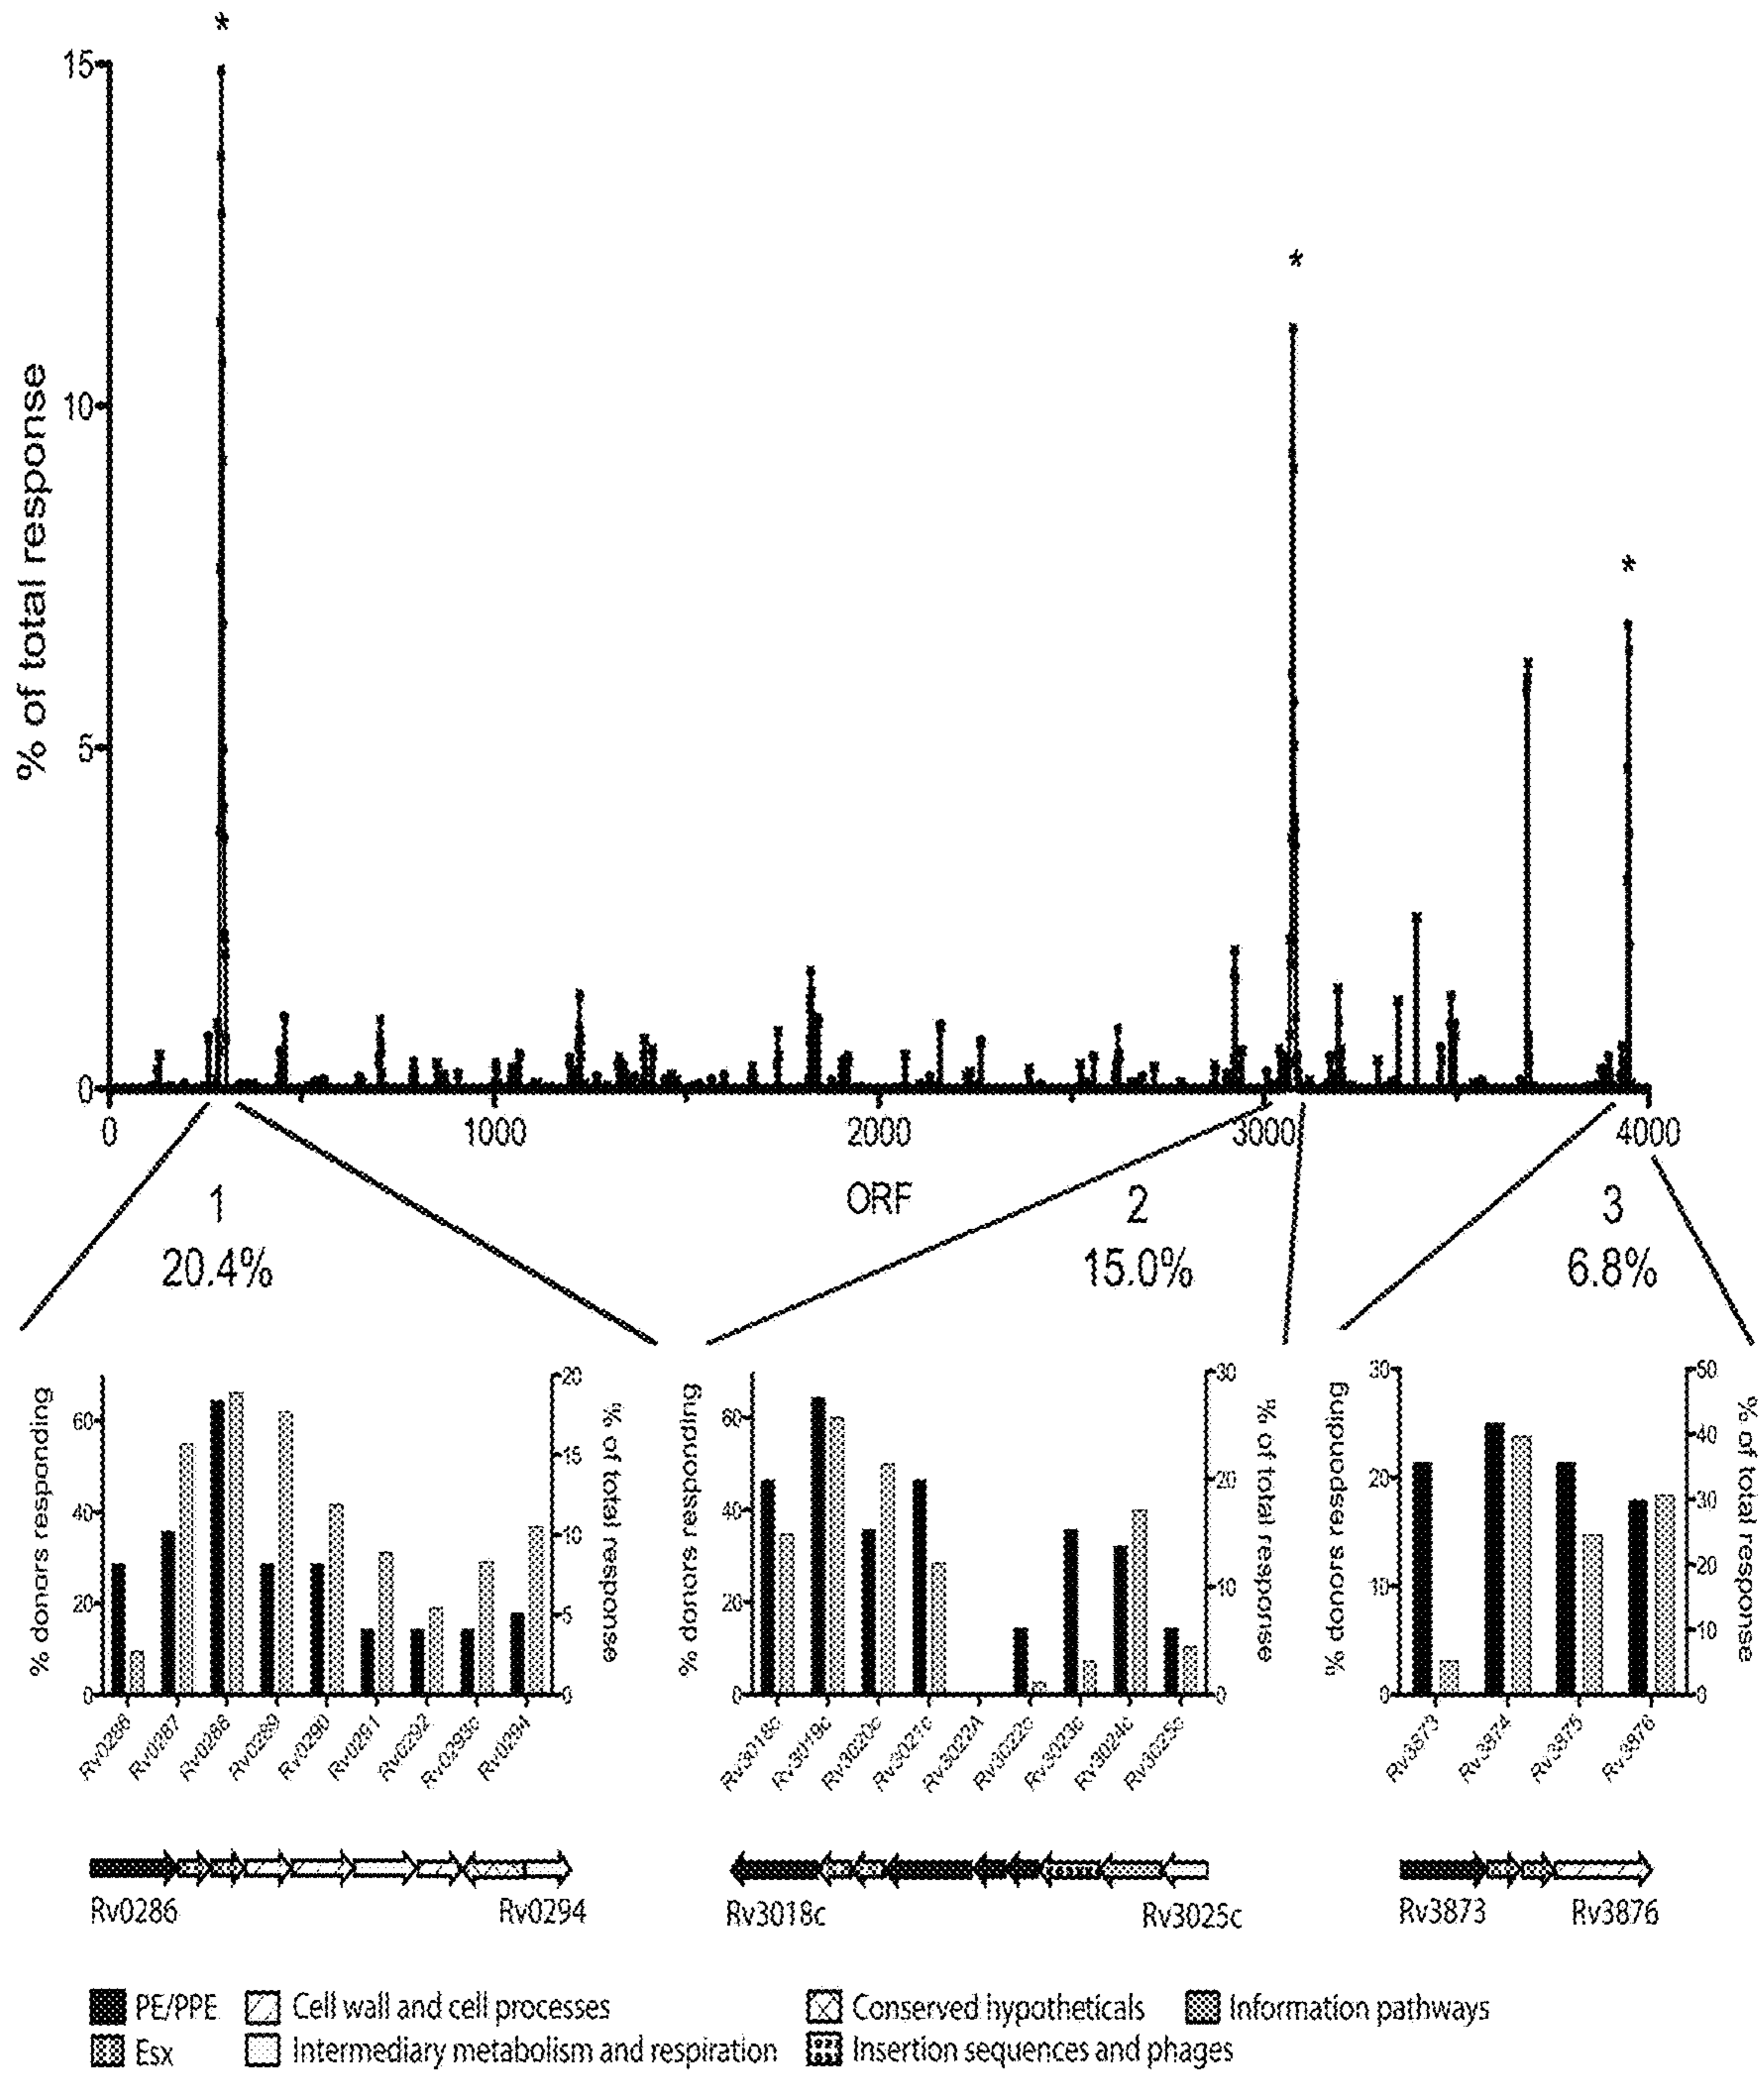 *
15
*
10
*
% of total response
5
0
0 1000 2000 3000 4000
ORF
1 2 3
20.4% 15.0% 6.8%
% donors responding
60
40
20
0
20
15
10
5
0
% of total response
Rv0286 Rv0287 Rv0288 Rv0289 Rv0290 Rv0291 Rv0292 Rv0293c Rv0294
% donors responding
60
40
20
0
30
20
10
0
% of total response
Rv3018c Rv3019c Rv3020c Rv3021c Rv3022A Rv3022c Rv3023c Rv3024c Rv3025c
% donors responding
30
20
10
0
50
40
30
20
10
0
% of total response
Rv3873 Rv3874 Rv3875 Rv3876
Rv0286 Rv0294
Rv3018c Rv3025c
Rv3873 Rv3876
PE/PPE Cell wall and cell processes Conserved hypotheticals Information pathways
Esx Intermediary metabolism and respiration Insertion sequences and phages